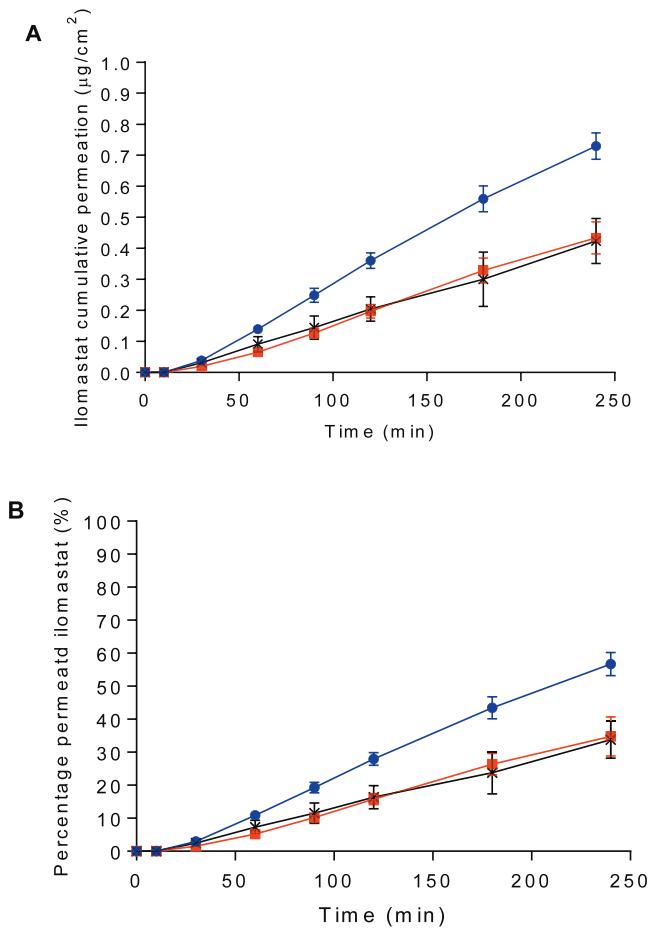 A
Ilomastat cumulative permeation (μg/cm²)
1.0
0.9
0.8
0.7
0.6
0.5
0.4
0.3
0.2
0.1
0.0
0 50 100 150 200 250
Time (min)
B
Percentage permeatd ilomastat (%)
100
90
80
70
60
50
40
30
20
10
0
0 50 100 150 200 250
Time (min)